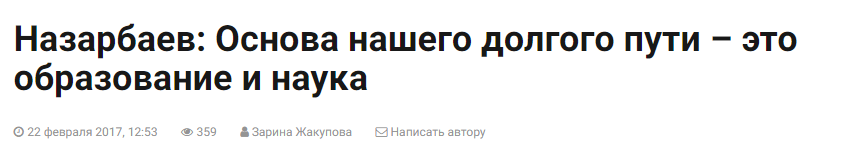 Назарбаев: Основа нашего долгого пути – это
образование и наука
22 февраля 2017, 12:53 359 Зарина Жакупова Написать автору